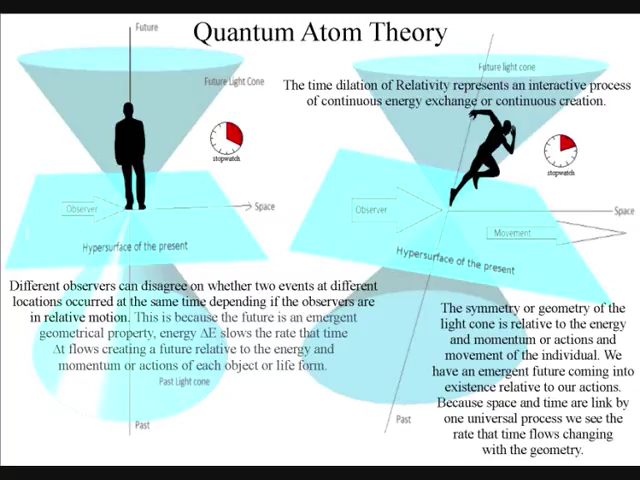 Quantum Atom Theory
Future
Future Light Cone
stopwatch
Observer
Space
Hypersurface of the present
Different observers can disagree on whether two events at different
locations occurred at the same time depending if the observers are
in relative motion. This is because the future is an emergent
geometrical property, energy ΔE slows the rate that time
Δt flows creating a future relative to the energy and
momentum or actions of each object or life form.
Past Light cone
Past
Future light cone
The time dilation of Relativity represents an interactive process
of continuous energy exchange or continuous creation.
stopwatch
Observer
Space
Movement
Hypersurface of the present
The symmetry or geometry of the
light cone is relative to the energy
and momentum or actions and
movement of the individual. We
have an emergent future coming into
existence relative to our actions.
Because space and time are link by
one universal process we see the
rate that time flows changing
with the geometry.
Past